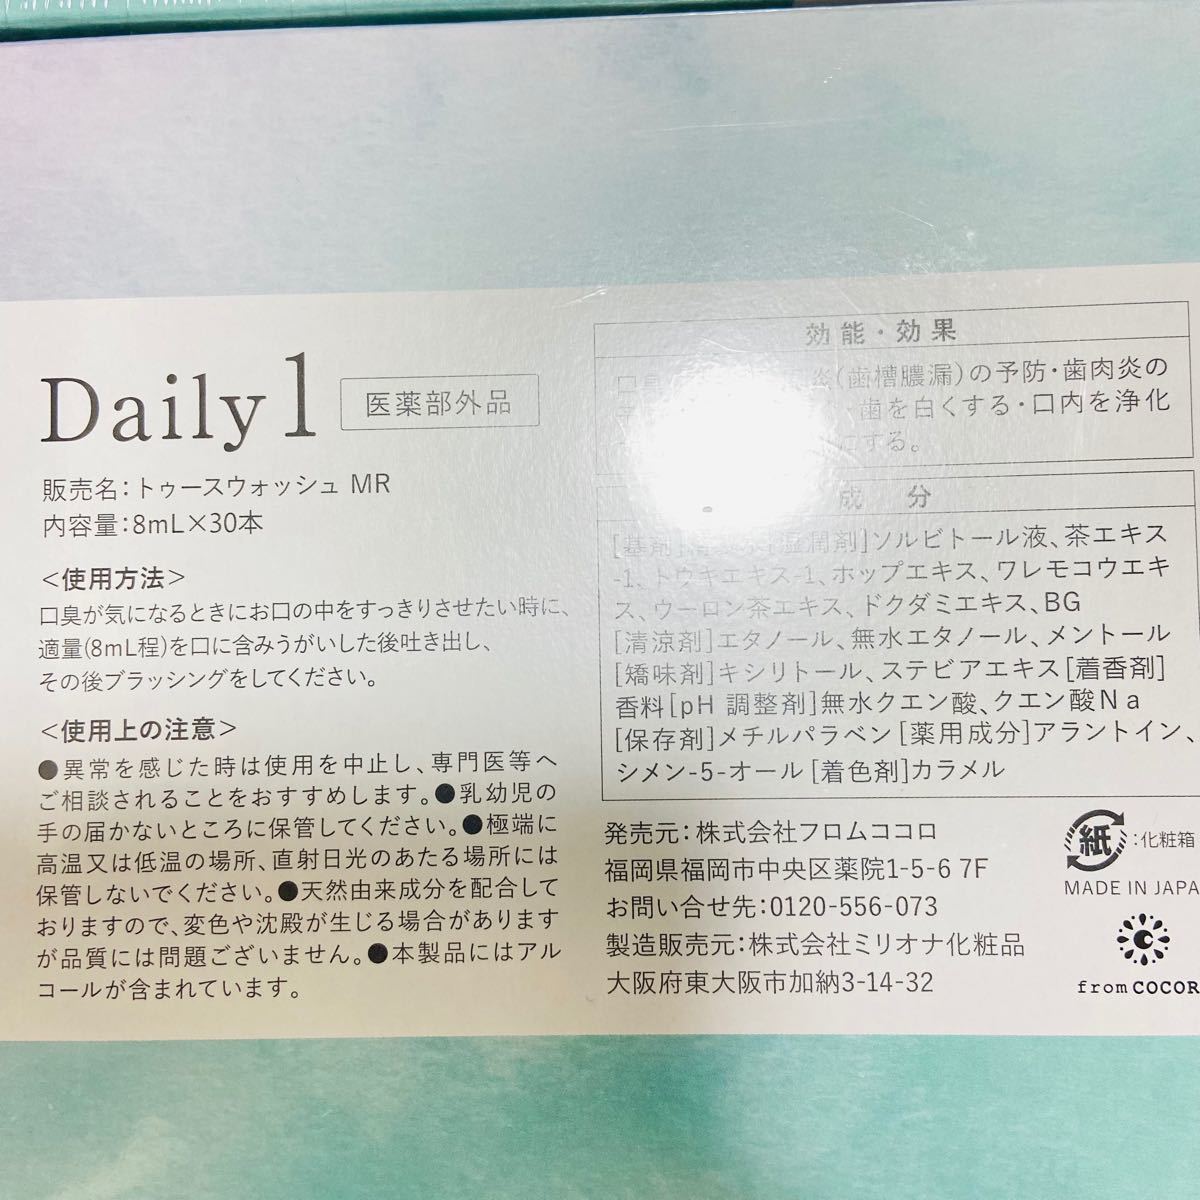 Daily1
医薬部外品
販売名:トゥースウォッシュ MR
内容量:8mL×30本
<使用方法>
口臭が気になるときにお口の中をすっきりさせたい時に、
適量(8mL程)を口に含みうがいした後吐き出し、
その後ブラッシングをしてください。
<使用上の注意>
●異常を感じた時は使用を中止し、専門医等へ
ご相談されることをおすすめします。●乳幼児の
手の届かないところに保管してください。●極端に
高温又は低温の場所、直射日光のあたる場所には
保管しないでください。●天然由来成分を配合して
おりますので、変色や沈殿が生じる場合があります
が品質には問題ございません。●本製品にはアル
コールが含まれています。
効能・効果
口臭 炎(歯槽膿漏)の予防・歯肉炎の
歯を白くする・口内を浄化
にする。
成 分
[基剤] [湿潤剤]ソルビトール液、茶エキス
-1、トウキエキス-1、ホップエキス、ワレモコウエキ
ス、ウーロン茶エキス、ドクダミエキス、BG
[清涼剤]エタノール、無水エタノール、メントール
[矯味剤]キシリトール、ステビアエキス[着香剤]
香料[pH 調整剤]無水クエン酸、クエン酸Na
[保存剤]メチルパラベン[薬用成分]アラントイン、
シメン-5-オール[着色剤]カラメル
発売元:株式会社フロムココロ
福岡県福岡市中央区薬院1-5-6 7F
お問い合せ先:0120-556-073
製造販売元:株式会社ミリオナ化粧品
大阪府東大阪市加納3-14-32
紙:化粧箱
MADE IN JAPA
from COCOR